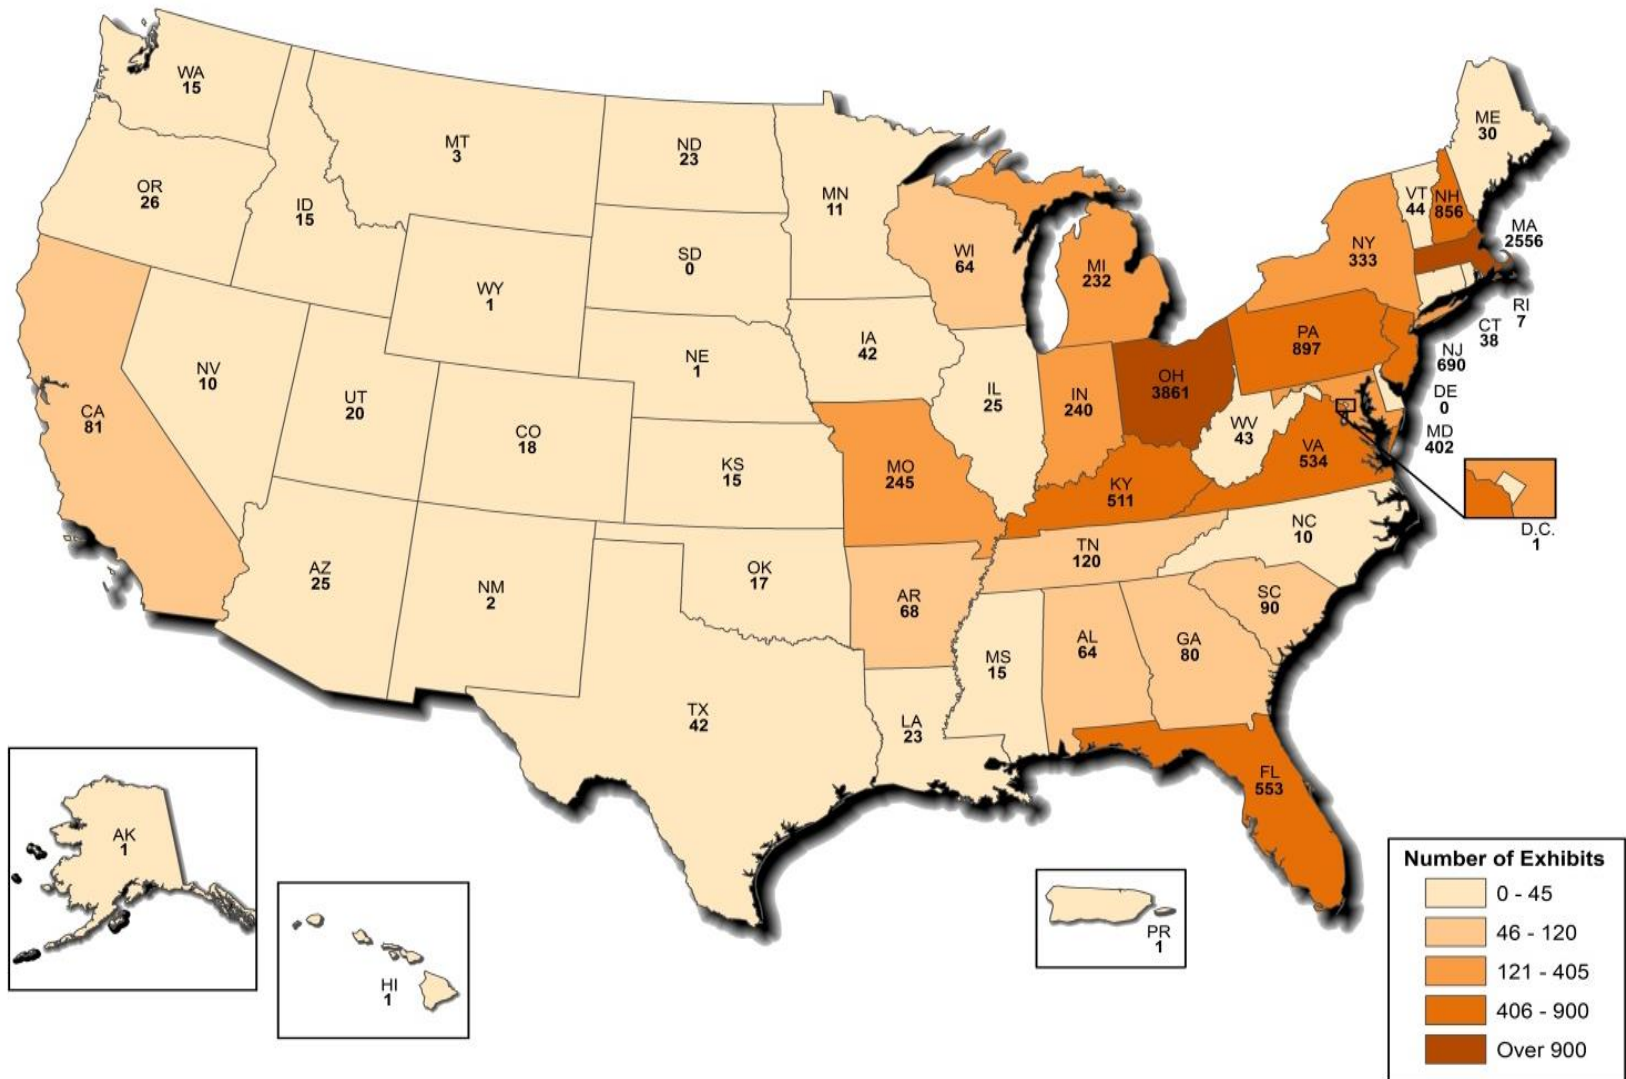 WA
15
OR
26
ID
15
MT
3
ND
23
MN
11
SD
0
WY
1
NE
1
NV
10
UT
20
CO
18
CA
81
KS
15
AZ
25
NM
2
OK
17
TX
42
IA
42
WI
64
IL
25
MI
232
IN
240
OH
3861
MO
245
KY
511
TN
120
AR
68
LA
23
MS
15
AL
64
GA
80
SC
90
NC
10
FL
553
WV
43
VA
534
PA
897
NY
333
VT
44
NH
856
ME
30
MA
2556
RI
7
CT
38
NJ
690
DE
0
MD
402
D.C.
1
AK
1
HI
1
PR
1
Number of Exhibits
0 - 45
46 - 120
121 - 405
406 - 900
Over 900